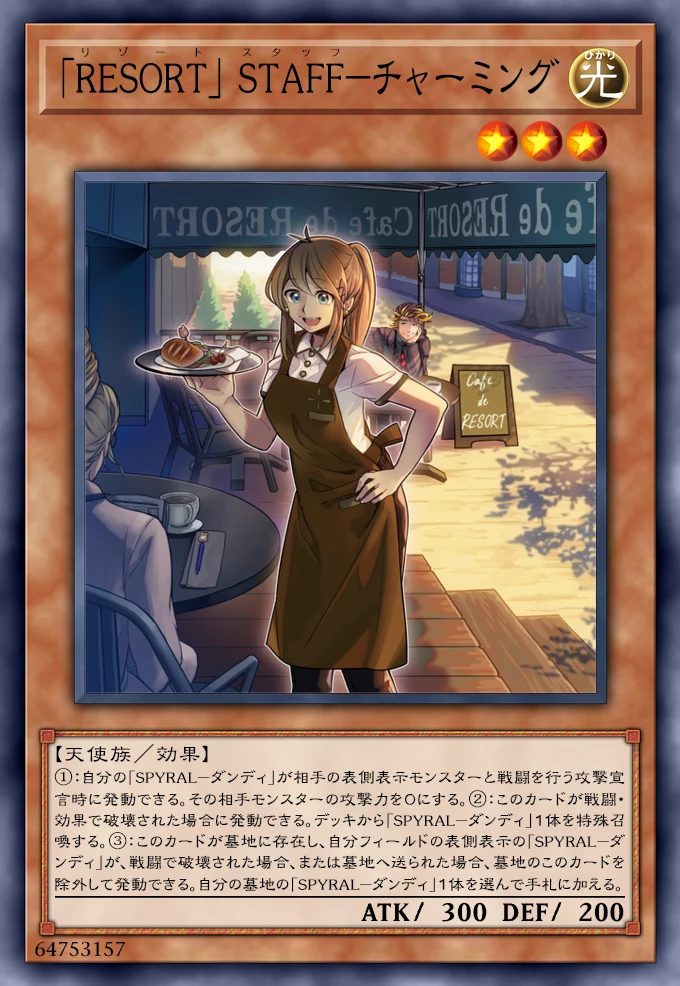 リゾート スタッフ
「RESORT」 STAFF－チャーミング
ひかり
光
fe de RESORT Cafe de RESORT
Cafe
de
RESORT
【天使族／効果】
①：自分の「SPYRAL－ダンディ」が相手の表側表示モンスターと戦闘を行う攻撃宣
言時に発動できる。その相手モンスターの攻撃力を0にする。②：このカードが戦闘・
効果で破壊された場合に発動できる。デッキから「SPYRAL－ダンディ」1体を特殊召
喚する。③：このカードが墓地に存在し、自分フィールドの表側表示の「SPYRAL－ダ
ンディ」が、戦闘で破壊された場合、または墓地へ送られた場合、墓地のこのカードを
除外して発動できる。自分の墓地の「SPYRAL－ダンディ」1体を選んで手札に加える。
ATK/ 300 DEF/ 200
64753157